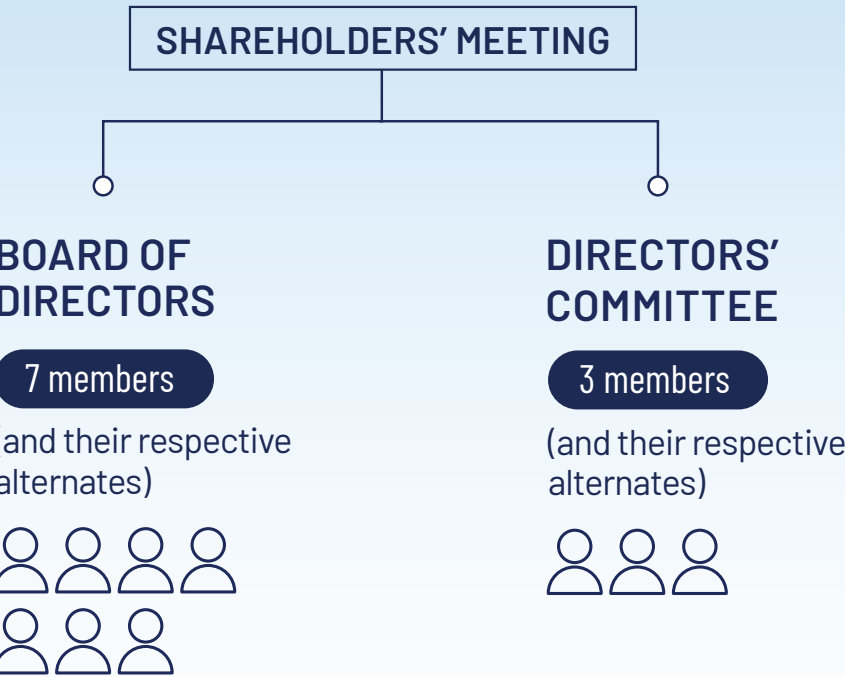 SHAREHOLDERS’ MEETING
BOARD OF
DIRECTORS
7 members
(and their respective
alternates)
DIRECTORS’
COMMITTEE
3 members
(and their respective
alternates)